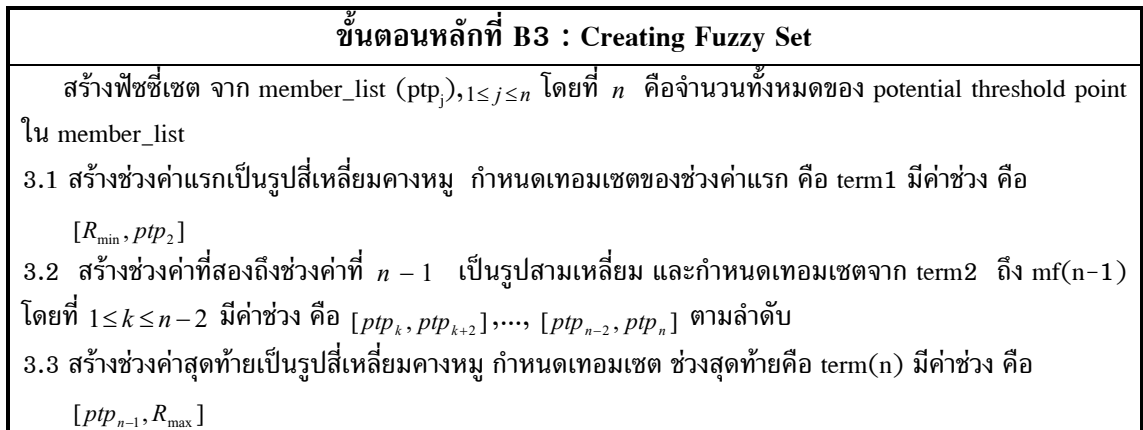 ขั้นตอนหลักที่ B3 : Creating Fuzzy Set
สร้างฟัซซี่เซต จาก member_list (ptp_j),1≤ j ≤n โดยที่ n คือจำนวนทั้งหมดของ potential threshold point
ใน member_list
3.1 สร้างช่วงค่าแรกเป็นรูปสี่เหลี่ยมคางหมู กำหนดเทอมเซตของช่วงค่าแรก คือ term1 มีค่าช่วง คือ
[R_min, ptp_2]
3.2 สร้างช่วงค่าที่สองถึงช่วงค่าที่ n − 1 เป็นรูปสามเหลี่ยม และกำหนดเทอมเซตจาก term2 ถึง mf(n-1)
โดยที่ 1≤ k ≤ n−2 มีค่าช่วง คือ [ptp_k, ptp_k+2],..., [ptp_n−2, ptp_n] ตามลำดับ
3.3 สร้างช่วงค่าสุดท้ายเป็นรูปสี่เหลี่ยมคางหมู กำหนดเทอมเซต ช่วงสุดท้ายคือ term(n) มีค่าช่วง คือ
[ptp_n−1, R_max]